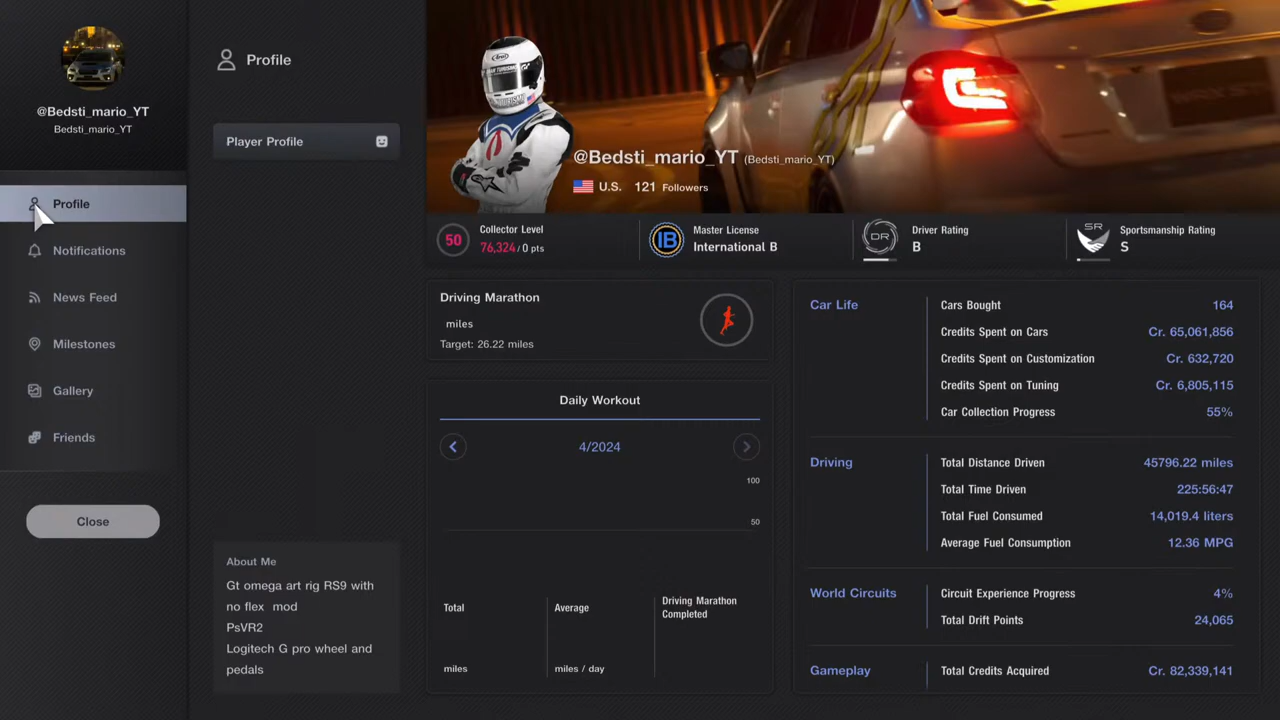 @Bedsti_mario_YT
Bedsti_mario_YT
Profile
Notifications
News Feed
Milestones
Gallery
Friends
Close
Profile
Player Profile
About Me
Gt omega art rig RS9 with
no flex mod
PsVR2
Logitech G pro wheel and
pedals
@Bedsti_mario_YT (Bedsti_mario_YT)
U.S. 121 Followers
50
Collector Level
76,324 / 0 pts
IB
Master License
International B
DR
Driver Rating
B
SR
Sportsmanship Rating
S
Driving Marathon
miles
Target: 26.22 miles
Daily Workout
4/2024
100
50
Total
miles
Average
miles / day
Driving Marathon
Completed
Car Life
Cars Bought 164
Credits Spent on Cars Cr. 65,061,856
Credits Spent on Customization Cr. 632,720
Credits Spent on Tuning Cr. 6,805,115
Car Collection Progress 55%
Driving
Total Distance Driven 45796.22 miles
Total Time Driven 225:56:47
Total Fuel Consumed 14,019.4 liters
Average Fuel Consumption 12.36 MPG
World Circuits
Circuit Experience Progress 4%
Total Drift Points 24,065
Gameplay
Total Credits Acquired Cr. 82,339,141